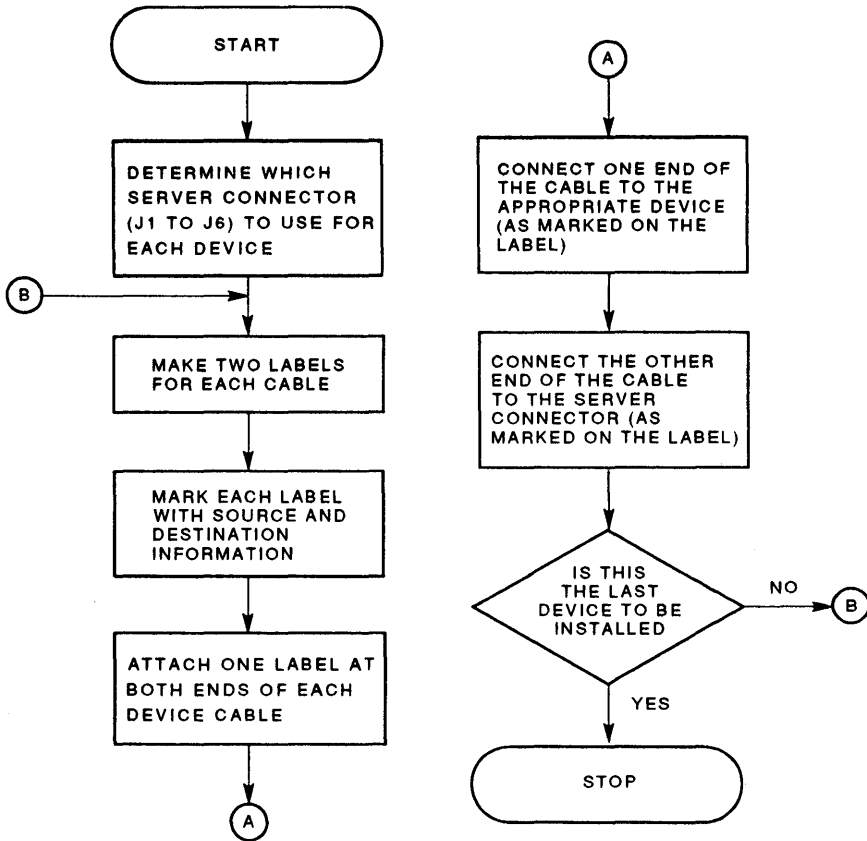 START
DETERMINE WHICH
SERVER CONNECTOR
(J1 TO J6) TO USE FOR
EACH DEVICE
B
MAKE TWO LABELS
FOR EACH CABLE
MARK EACH LABEL
WITH SOURCE AND
DESTINATION
INFORMATION
ATTACH ONE LABEL AT
BOTH ENDS OF EACH
DEVICE CABLE
A
A
CONNECT ONE END OF
THE CABLE TO THE
APPROPRIATE DEVICE
(AS MARKED ON THE
LABEL)
CONNECT THE OTHER
END OF THE CABLE
TO THE SERVER
CONNECTOR (AS
MARKED ON THE LABEL)
IS THIS
THE LAST
DEVICE TO BE
INSTALLED
NO
B
YES
STOP